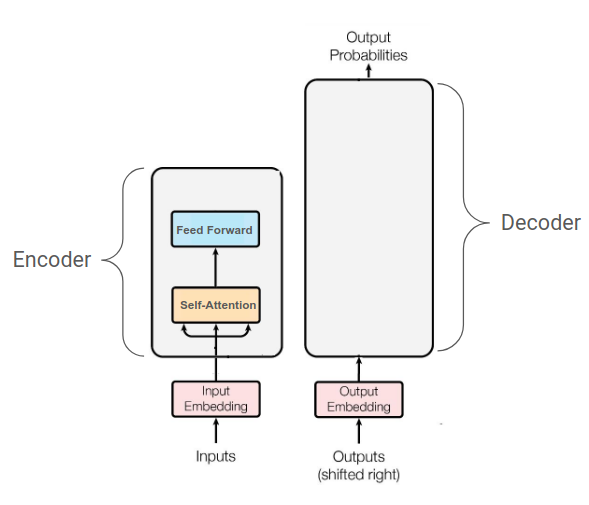 Output
Probabilities
Encoder
Feed Forward
Self-Attention
Input
Embedding
Inputs
Decoder
Output
Embedding
Outputs
(shifted right)